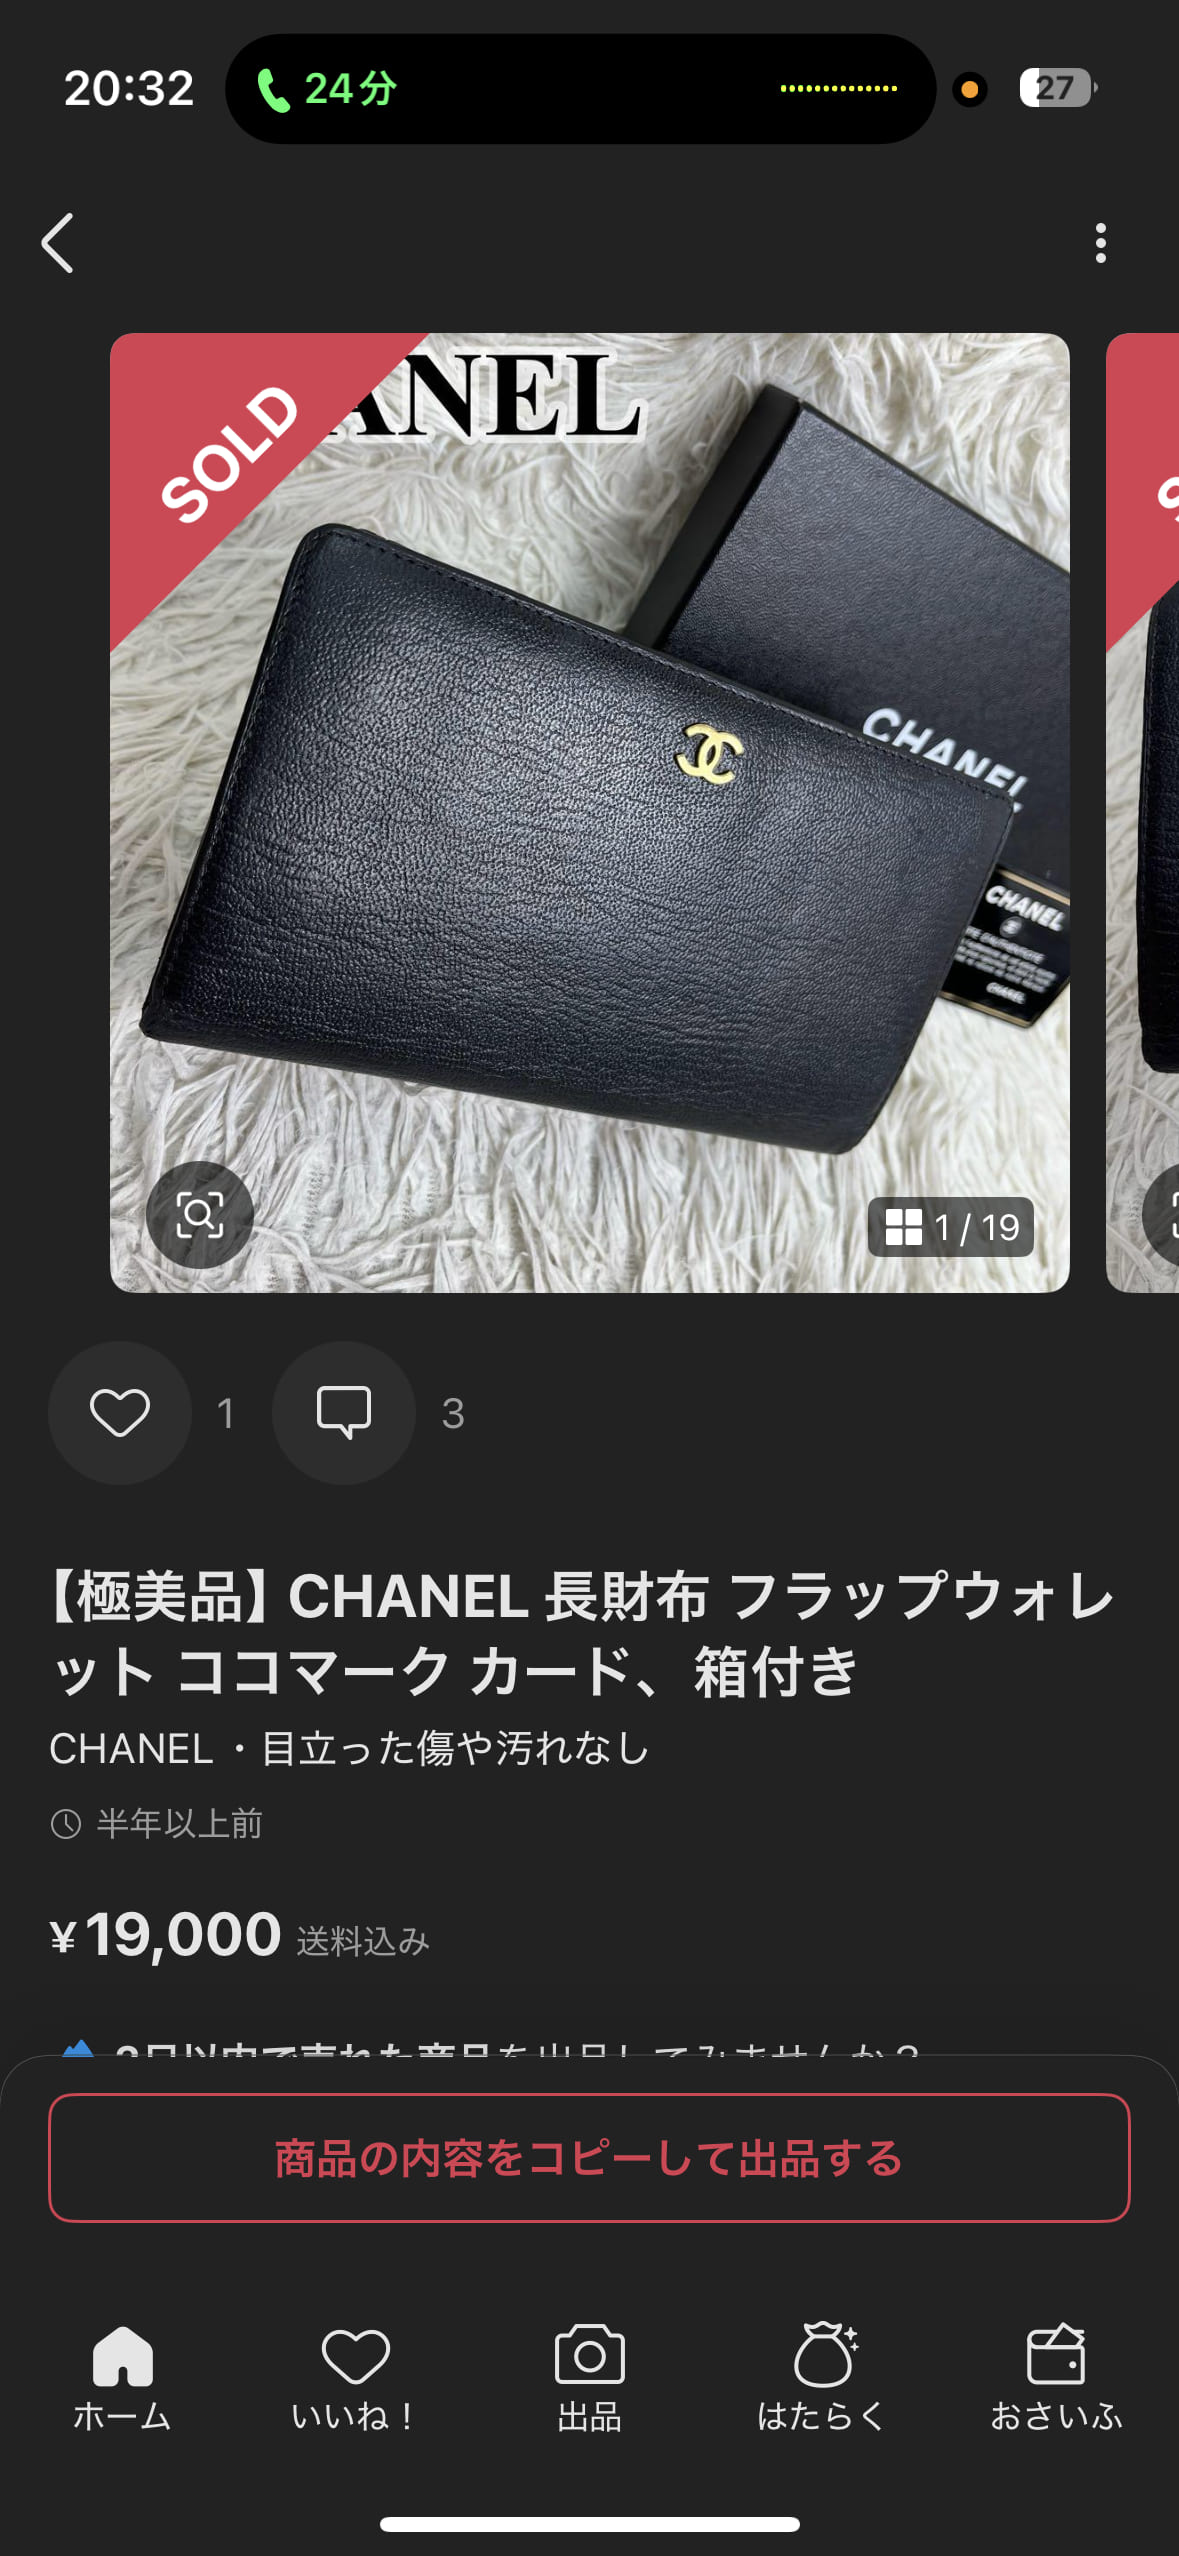 20:32
24分
27
SOLD
ANEL
CHANEL
CHANEL
CHANEL
1 / 19
1
3
【極美品】CHANEL 長財布 フラップウォレ
ット ココマーク カード、箱付き
CHANEL・目立った傷や汚れなし
半年以上前
¥19,000 送料込み
商品の内容をコピーして出品する
ホーム
いいね！
出品
はたらく
おさいふ